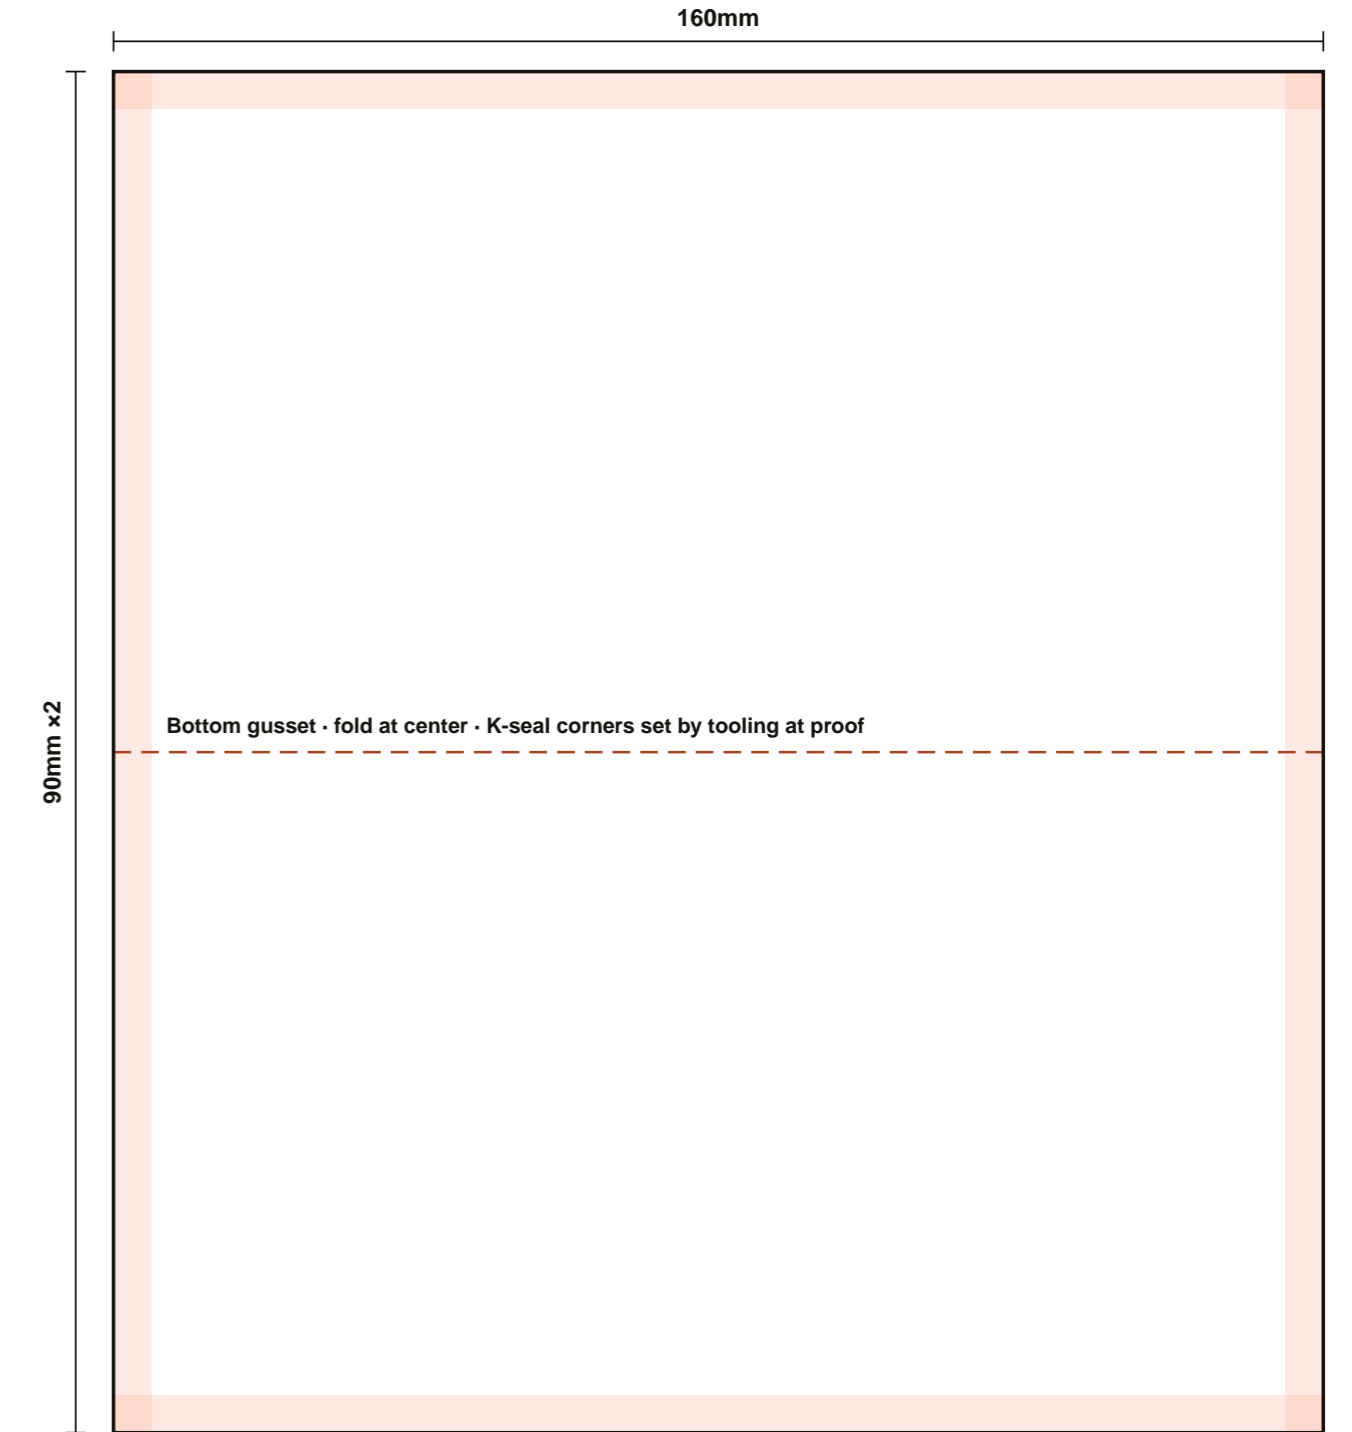 160mm
90mm ×2
Bottom gusset · fold at center · K-seal corners set by tooling at proof